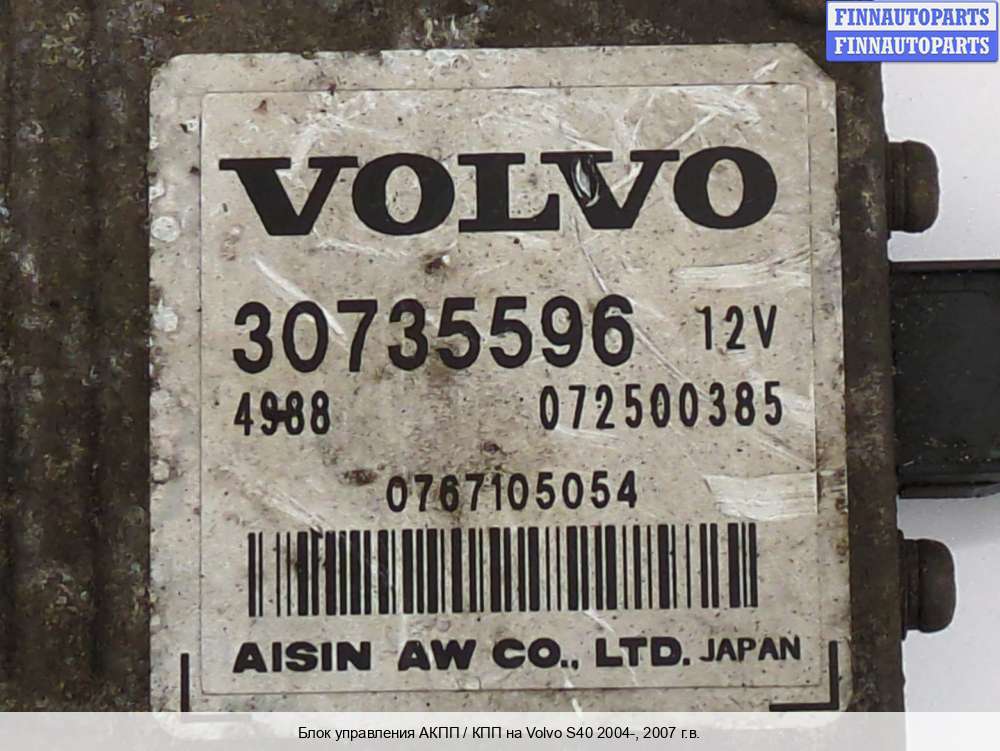 FINNAUTOPARTS
FINNAUTOPARTS
VOLVO
30735596 12V
4988 072500385
0767105054
AISIN AW CO., LTD. JAPAN
Блок управления АКПП / КПП на Volvo S40 2004-, 2007 г.в.